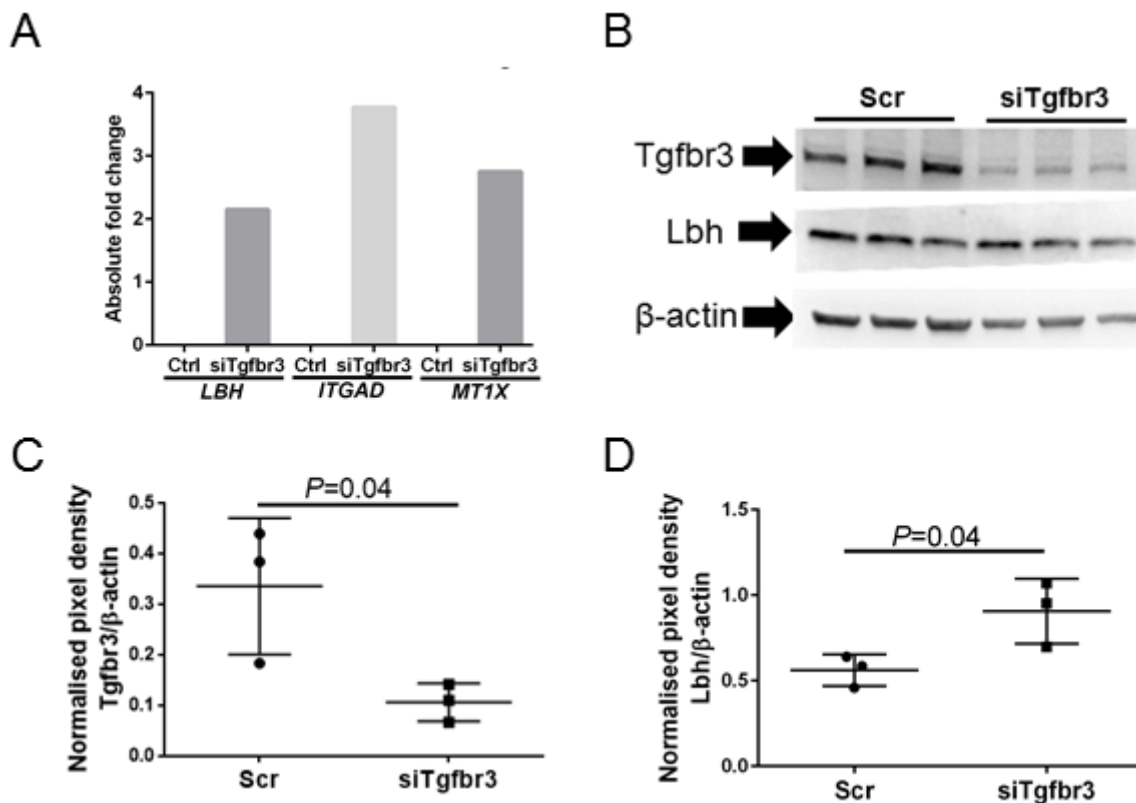 A
Absolute fold change
4
3
2
1
0
Ctrl siTgfbr3 Ctrl siTgfbr3 Ctrl siTgfbr3
LBH ITGAD MT1X
B
Scr siTgfbr3
Tgfbr3
Lbh
β-actin
C
Normalised pixel density
Tgfbr3/β-actin
P=0.04
0.5
0.4
0.3
0.2
0.1
0.0
Scr siTgfbr3
D
Normalised pixel density
Lbh/β-actin
P=0.04
1.5
1.0
0.5
0.0
Scr siTgfbr3